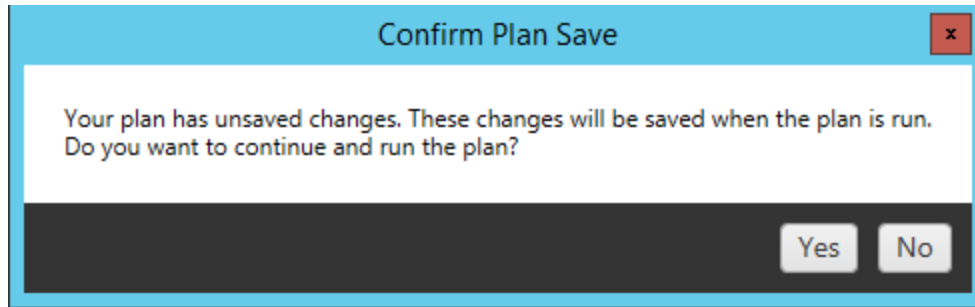 Confirm Plan Save
x
Your plan has unsaved changes. These changes will be saved when the plan is run.
Do you want to continue and run the plan?
Yes No